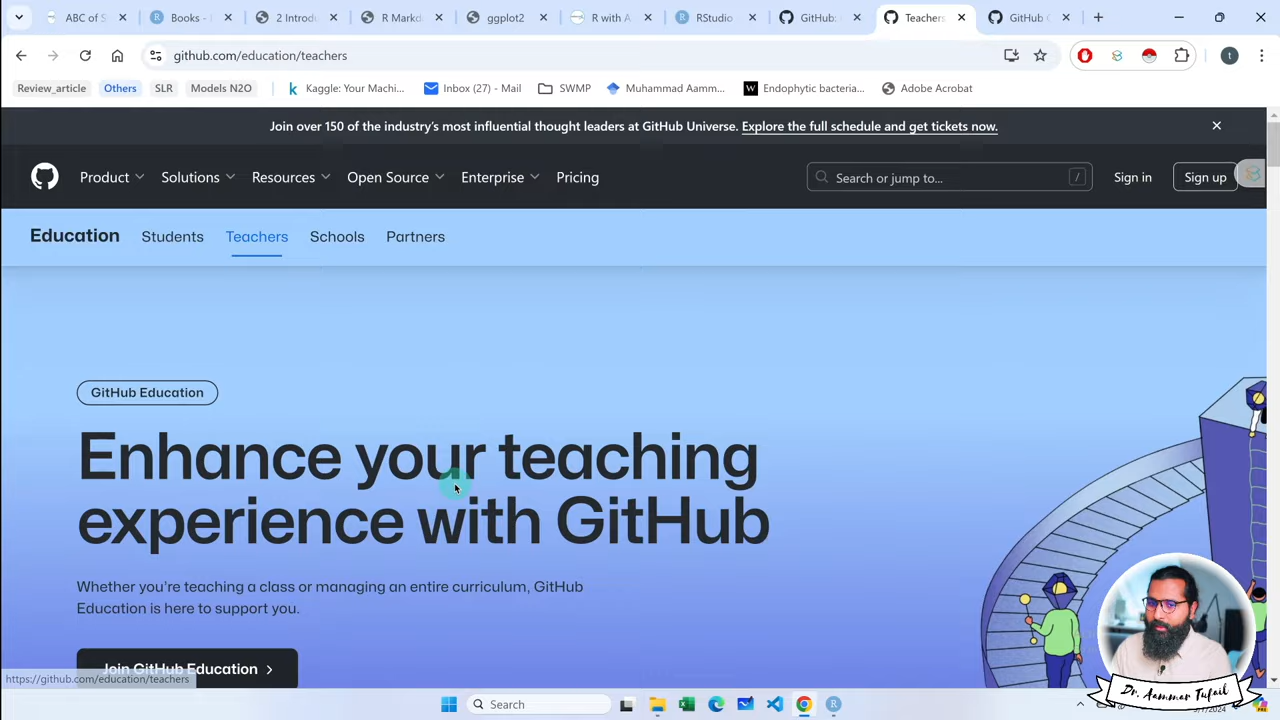 ABC of S
Books -
2 Introd
R Markd
ggplot2
R with A
RStudio
GitHub:
Teachers
GitHub C
github.com/education/teachers
t
Review_article
Others
SLR
Models N2O
Kaggle: Your Machi...
Inbox (27) - Mail
SWMP
Muhammad Aamm...
W
Endophytic bacteria...
Adobe Acrobat
Join over 150 of the industry's most influential thought leaders at GitHub Universe. Explore the full schedule and get tickets now.
Product
Solutions
Resources
Open Source
Enterprise
Pricing
Search or jump to...
/
Sign in
Sign up
Education
Students
Teachers
Schools
Partners
GitHub Education
Enhance your teaching
experience with GitHub
Whether you're teaching a class or managing an entire curriculum, GitHub
Education is here to support you.
Join GitHub Education
https://github.com/education/teachers
Search
Dr. Aammar Tufail